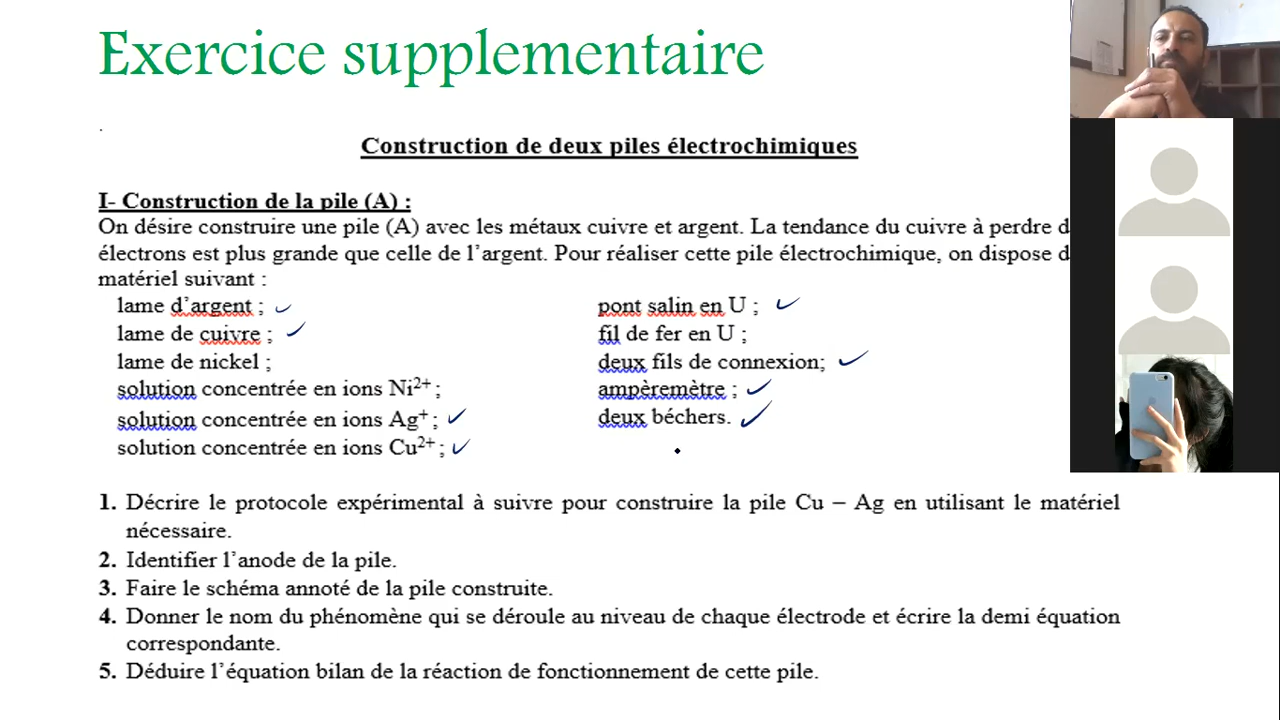 Exercice supplementaire
Construction de deux piles électrochimiques
I- Construction de la pile (A) :
On désire construire une pile (A) avec les métaux cuivre et argent. La tendance du cuivre à perdre d
électrons est plus grande que celle de l'argent. Pour réaliser cette pile électrochimique, on dispose d
matériel suivant :
lame d'argent ;
lame de cuivre ;
lame de nickel ;
solution concentrée en ions Ni²⁺ ;
solution concentrée en ions Ag⁺ ;
solution concentrée en ions Cu²⁺ ;
pont salin en U ;
fil de fer en U ;
deux fils de connexion;
ampèremètre ;
deux béchers.
1. Décrire le protocole expérimental à suivre pour construire la pile Cu – Ag en utilisant le matériel
nécessaire.
2. Identifier l'anode de la pile.
3. Faire le schéma annoté de la pile construite.
4. Donner le nom du phénomène qui se déroule au niveau de chaque électrode et écrire la demi équation
correspondante.
5. Déduire l'équation bilan de la réaction de fonctionnement de cette pile.